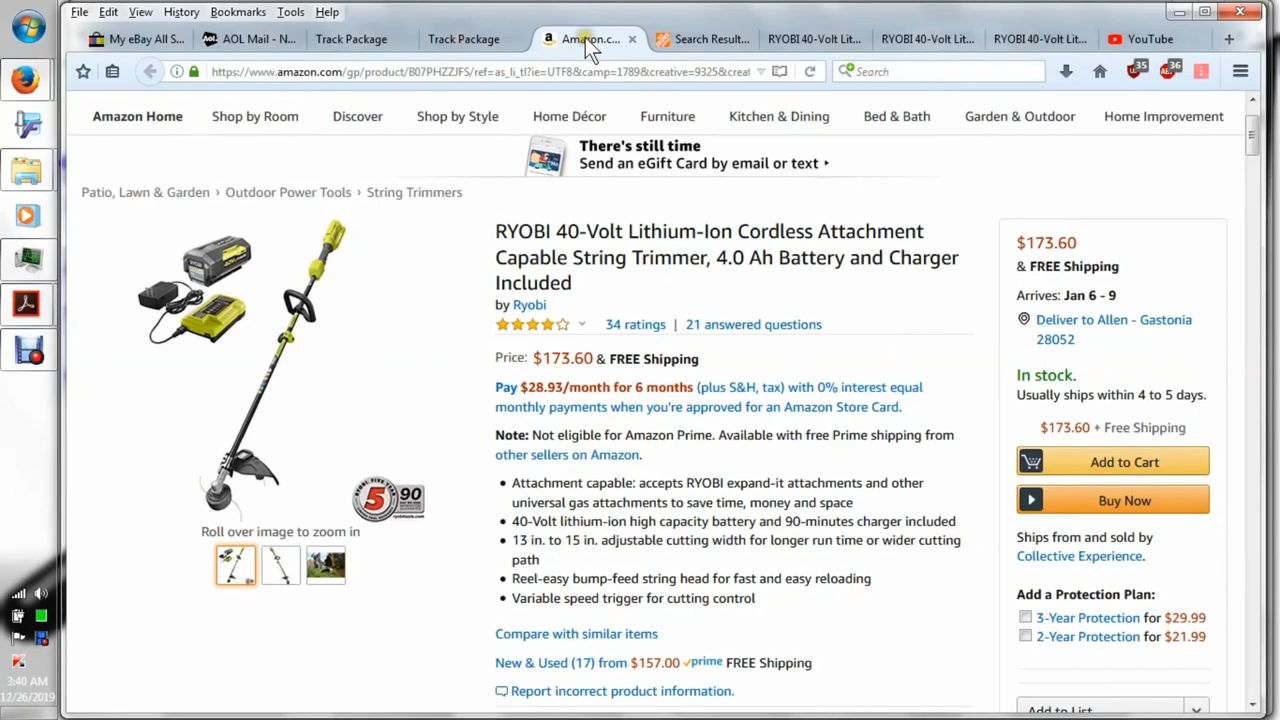 File Edit View History Bookmarks Tools Help
My eBay All S... AOL Mail - N... Track Package Track Package Amazon.c... Search Result... RYOBI 40-Volt Lit... RYOBI 40-Volt Lit... RYOBI 40-Volt Lit... YouTube
https://www.amazon.com/gp/product/B07PHZZJFS/ref=as_li_tl?ie=UTF8&camp=1789&creative=9325&creat Search 35 36
Amazon Home Shop by Room Discover Shop by Style Home Décor Furniture Kitchen & Dining Bed & Bath Garden & Outdoor Home Improvement
There's still time
Send an eGift Card by email or text ›
Patio, Lawn & Garden › Outdoor Power Tools › String Trimmers
RYOBI 40-Volt Lithium-Ion Cordless Attachment
Capable String Trimmer, 4.0 Ah Battery and Charger
Included
by Ryobi
34 ratings | 21 answered questions
Price: $173.60 & FREE Shipping
Pay $28.93/month for 6 months (plus S&H, tax) with 0% interest equal
monthly payments when you're approved for an Amazon Store Card.
Note: Not eligible for Amazon Prime. Available with free Prime shipping from
other sellers on Amazon.
• Attachment capable: accepts RYOBI expand-it attachments and other
universal gas attachments to save time, money and space
• 40-Volt lithium-ion high capacity battery and 90-minutes charger included
• 13 in. to 15 in. adjustable cutting width for longer run time or wider cutting
path
• Reel-easy bump-feed string head for fast and easy reloading
• Variable speed trigger for cutting control
Compare with similar items
New & Used (17) from $157.00 prime FREE Shipping
Report incorrect product information.
5 90
Roll over image to zoom in
$173.60
& FREE Shipping
Arrives: Jan 6 - 9
Deliver to Allen - Gastonia
28052
In stock.
Usually ships within 4 to 5 days.
$173.60 + Free Shipping
Add to Cart
Buy Now
Ships from and sold by
Collective Experience.
Add a Protection Plan:
3-Year Protection for $29.99
2-Year Protection for $21.99
Add to List
3:40 AM
12/26/2019